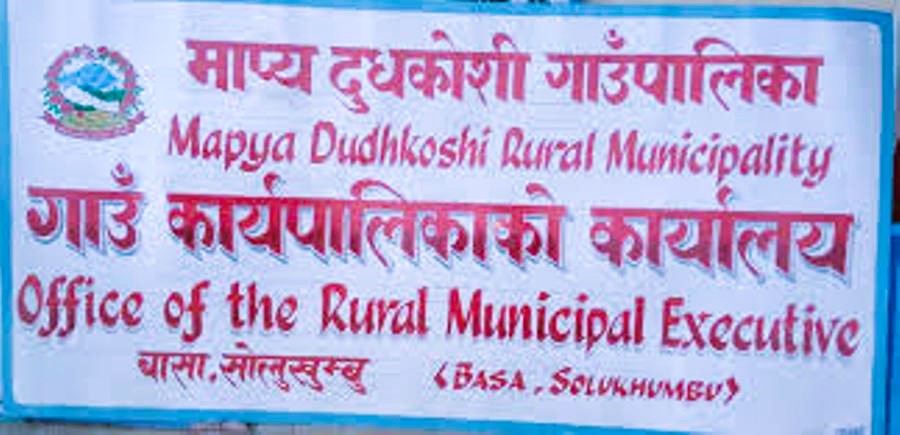 माप्य दुधकोशी गाउँपालिका
Mapya Dudhkoshi Rural Municipality
गाउँ कार्यपालिकाको कार्यालय
Office of the Rural Municipal Executive
बासा, सोलुखुम्बु (BASA, SOLUKHUMBU)